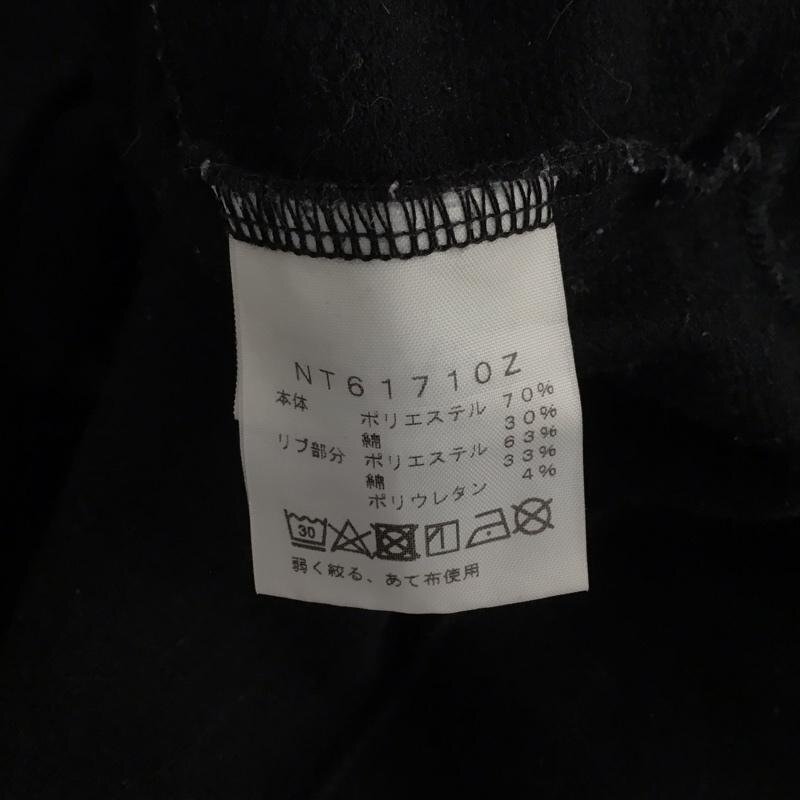 NT61710Z
本体 ポリエステル 70%
綿 30%
リブ部分 ポリエステル 63%
綿 33%
ポリウレタン 4%
30
弱く絞る、あて布使用